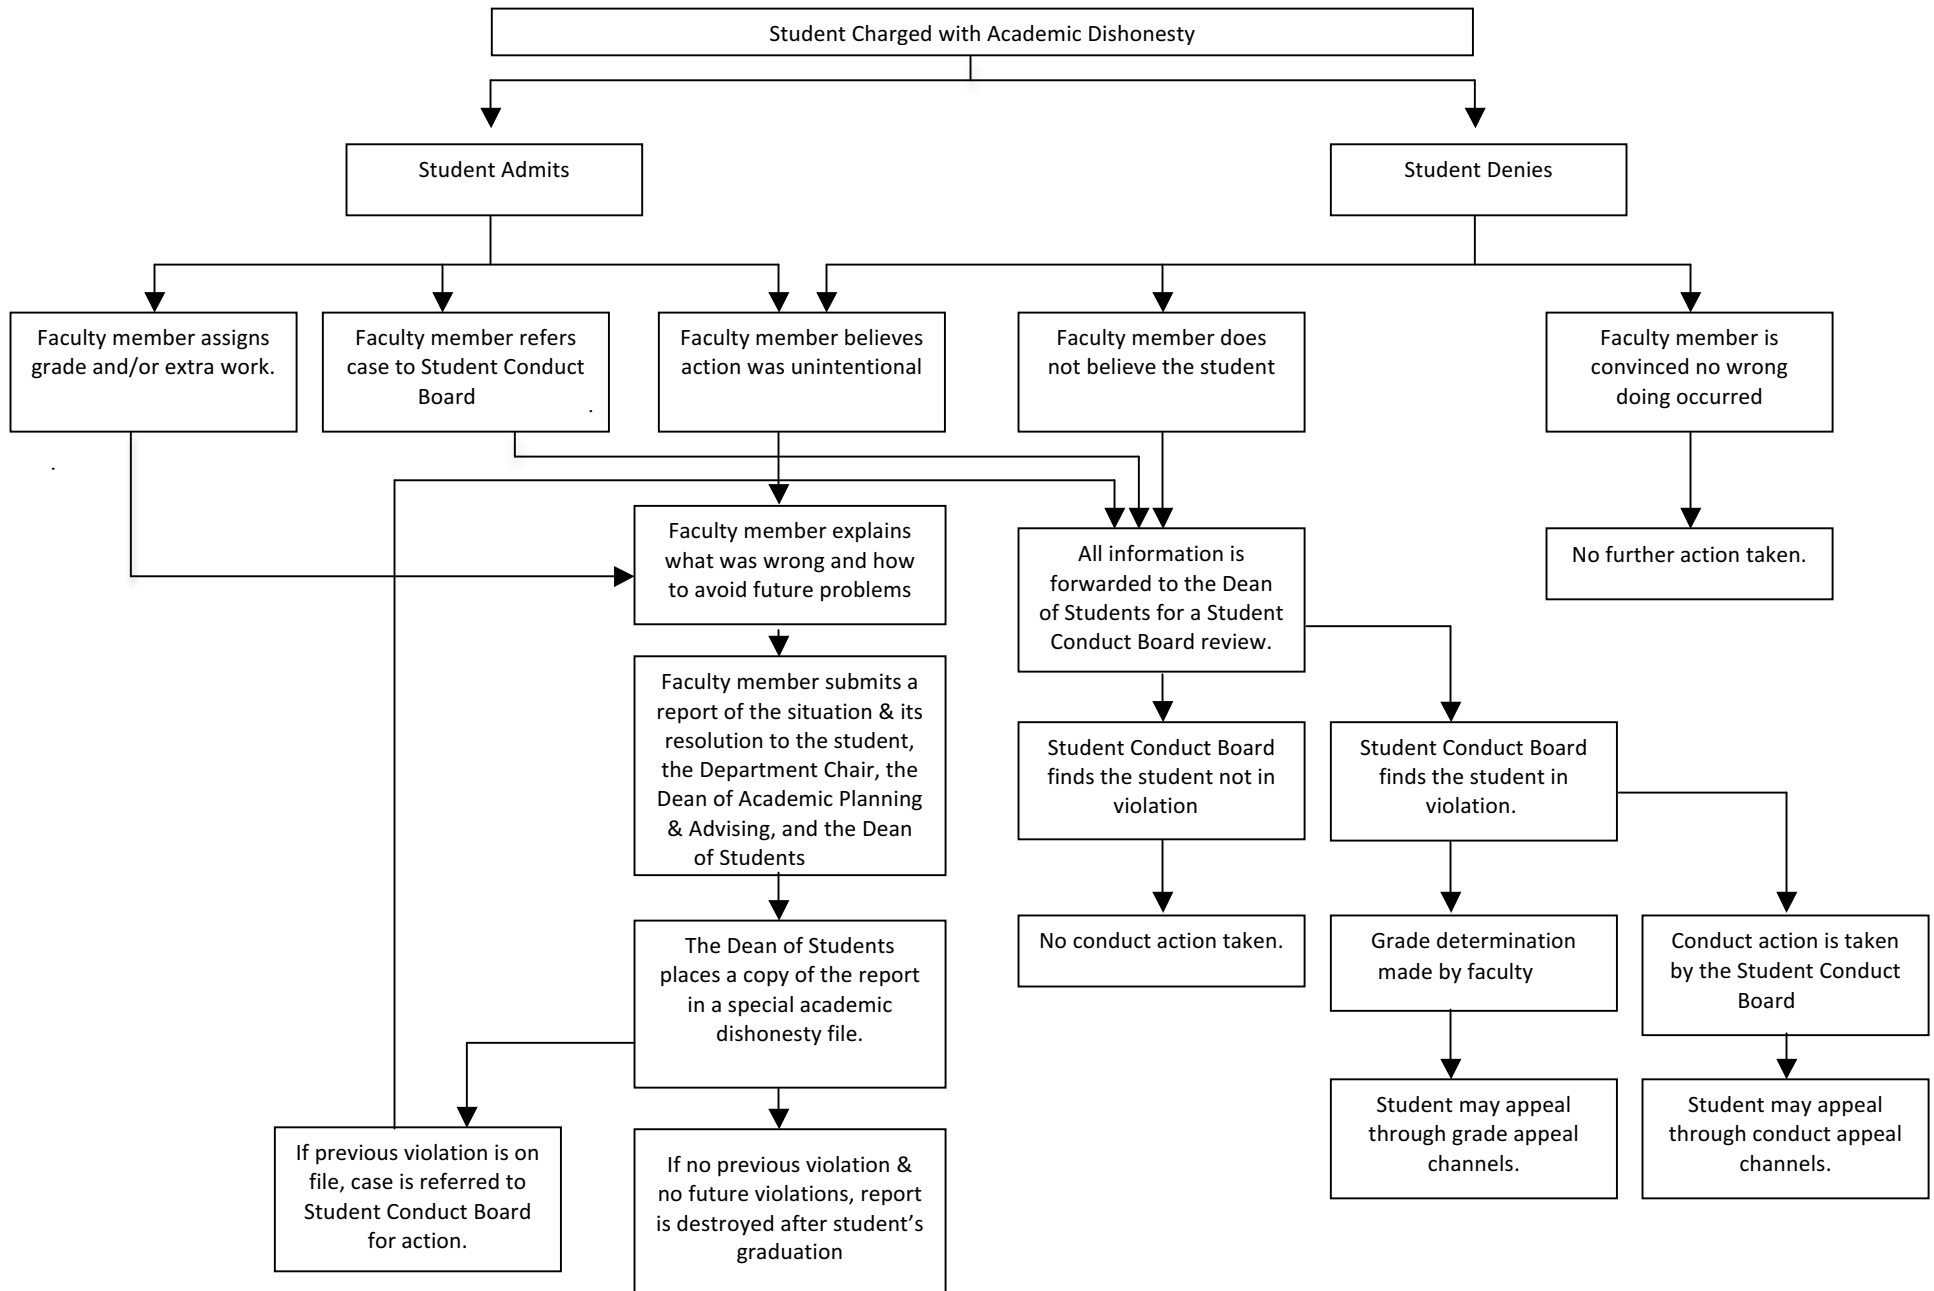 Student Charged with Academic Dishonesty
Student Admits
Student Denies
Faculty member assigns
grade and/or extra work.
Faculty member refers
case to Student Conduct
Board
.
Faculty member believes
action was unintentional
Faculty member does
not believe the student
Faculty member is
convinced no wrong
doing occurred
.
Faculty member explains
what was wrong and how
to avoid future problems
All information is
forwarded to the Dean
of Students for a Student
Conduct Board review.
No further action taken.
Faculty member submits a
report of the situation & its
resolution to the student,
the Department Chair, the
Dean of Academic Planning
& Advising, and the Dean
of Students
Student Conduct Board
finds the student not in
violation
Student Conduct Board
finds the student in
violation.
The Dean of Students
places a copy of the report
in a special academic
dishonesty file.
No conduct action taken.
Grade determination
made by faculty
Conduct action is taken
by the Student Conduct
Board
If previous violation is on
file, case is referred to
Student Conduct Board
for action.
If no previous violation &
no future violations, report
is destroyed after student’s
graduation
Student may appeal
through grade appeal
channels.
Student may appeal
through conduct appeal
channels.